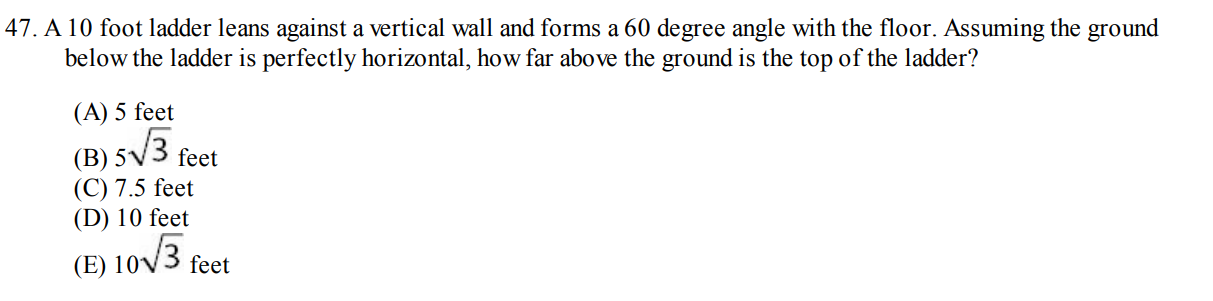 47. A 10 foot ladder leans against a vertical wall and forms a 60 degree angle with the floor. Assuming the ground
below the ladder is perfectly horizontal, how far above the ground is the top of the ladder?
(A) 5 feet
(B) 5√3 feet
(C) 7.5 feet
(D) 10 feet
(E) 10√3 feet